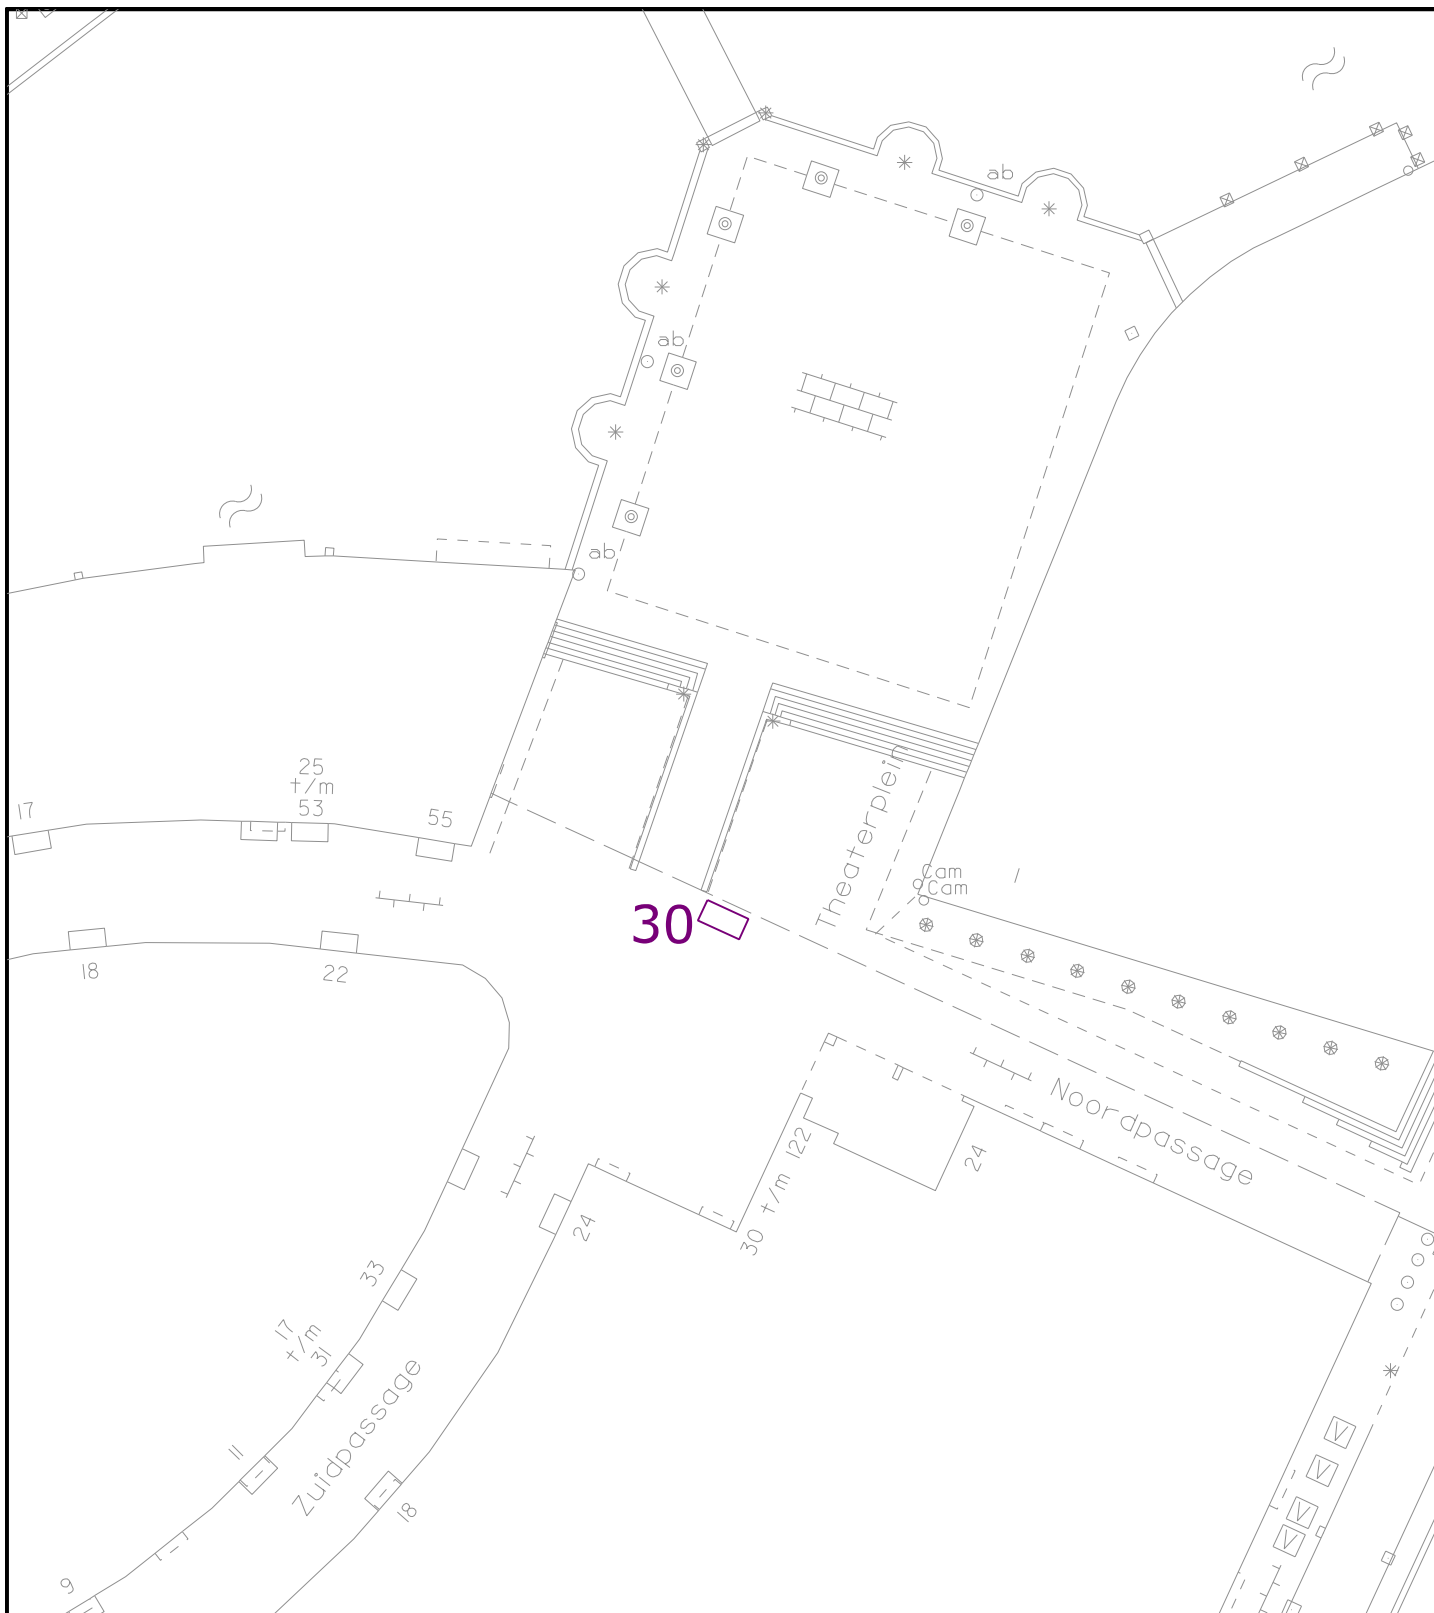 ab
ab
ab
25
t/m
53
17
55
Theaterplein
Cam
Cam
30
18
22
Noordpassage
24
30 t/m 122
24
33
17
t/m
31
Zuidpassage
11
18
9
V
V
V
V